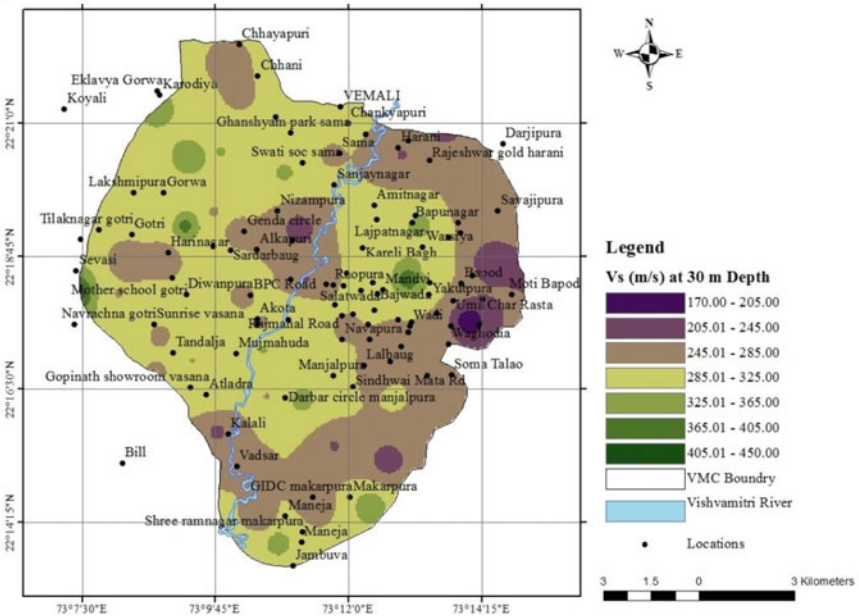 Chhayapuri
Chhani
Eklavya Gorwa
Karodiya
Koyali
VEMALI
Chankyapuri
Ghanshyam park sama
Sama
Harani
Darjipura
Swati soc sama
Rajeshwar gold harani
Sanjaynagar
Lakshmipura
Gorwa
Nizampura
Amitnagar
Savajipura
Tilaknagar gotri
Gotri
Genda circle
Bapunagar
Lajpatnagar
Harinagar
Alkapuri
Sardarbaug
Kareli Bagh
Sevasi
Mother school gotri
Diwanpura
BPC Road
Mandvi
Bapod
Yakutpura
Moti Bapod
Salatwada
Bajwada
Navrachna gotri
Sunrise vasana
Akota
Rajmahal Road
Wadi
Navapura
Waghodia
Tandalja
Mujmahuda
Lalbaug
Manjalpura
Soma Talao
Gopinath showroom vasana
Atladra
Sindhwai Mata Rd
Darbar circle manjalpura
Kalali
Bill
Vadsar
GIDC makarpura
Makarpura
Maneja
Shree ramnagar makarpura
Maneja
Jambuva
22°21'0"N
22°18'45"N
22°16'30"N
22°14'15"N
73°7'30"E
73°9'45"E
73°12'0"E
73°14'15"E
N
W
E
S
Legend
Vs (m/s) at 30 m Depth
170.00 - 205.00
205.01 - 245.00
245.01 - 285.00
285.01 - 325.00
325.01 - 365.00
365.01 - 405.00
405.01 - 450.00
VMC Boundry
Vishvamitri River
Locations
3 1.5 0 3 Kilometers